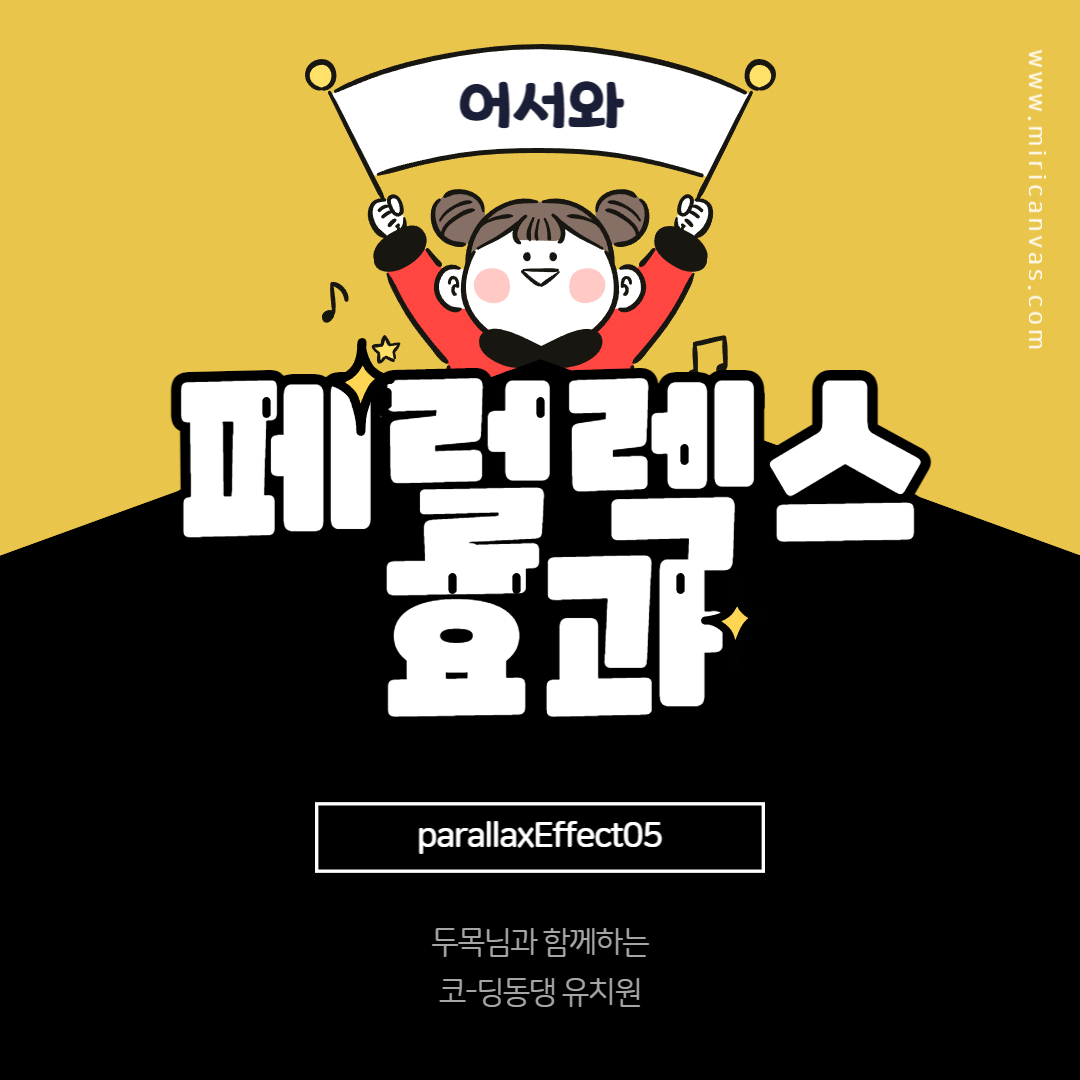 어서와
www.miricanvas.com
페럴렉스
효과
parallaxEffect05
두목님과 함께하는
코-딩동댕 유치원